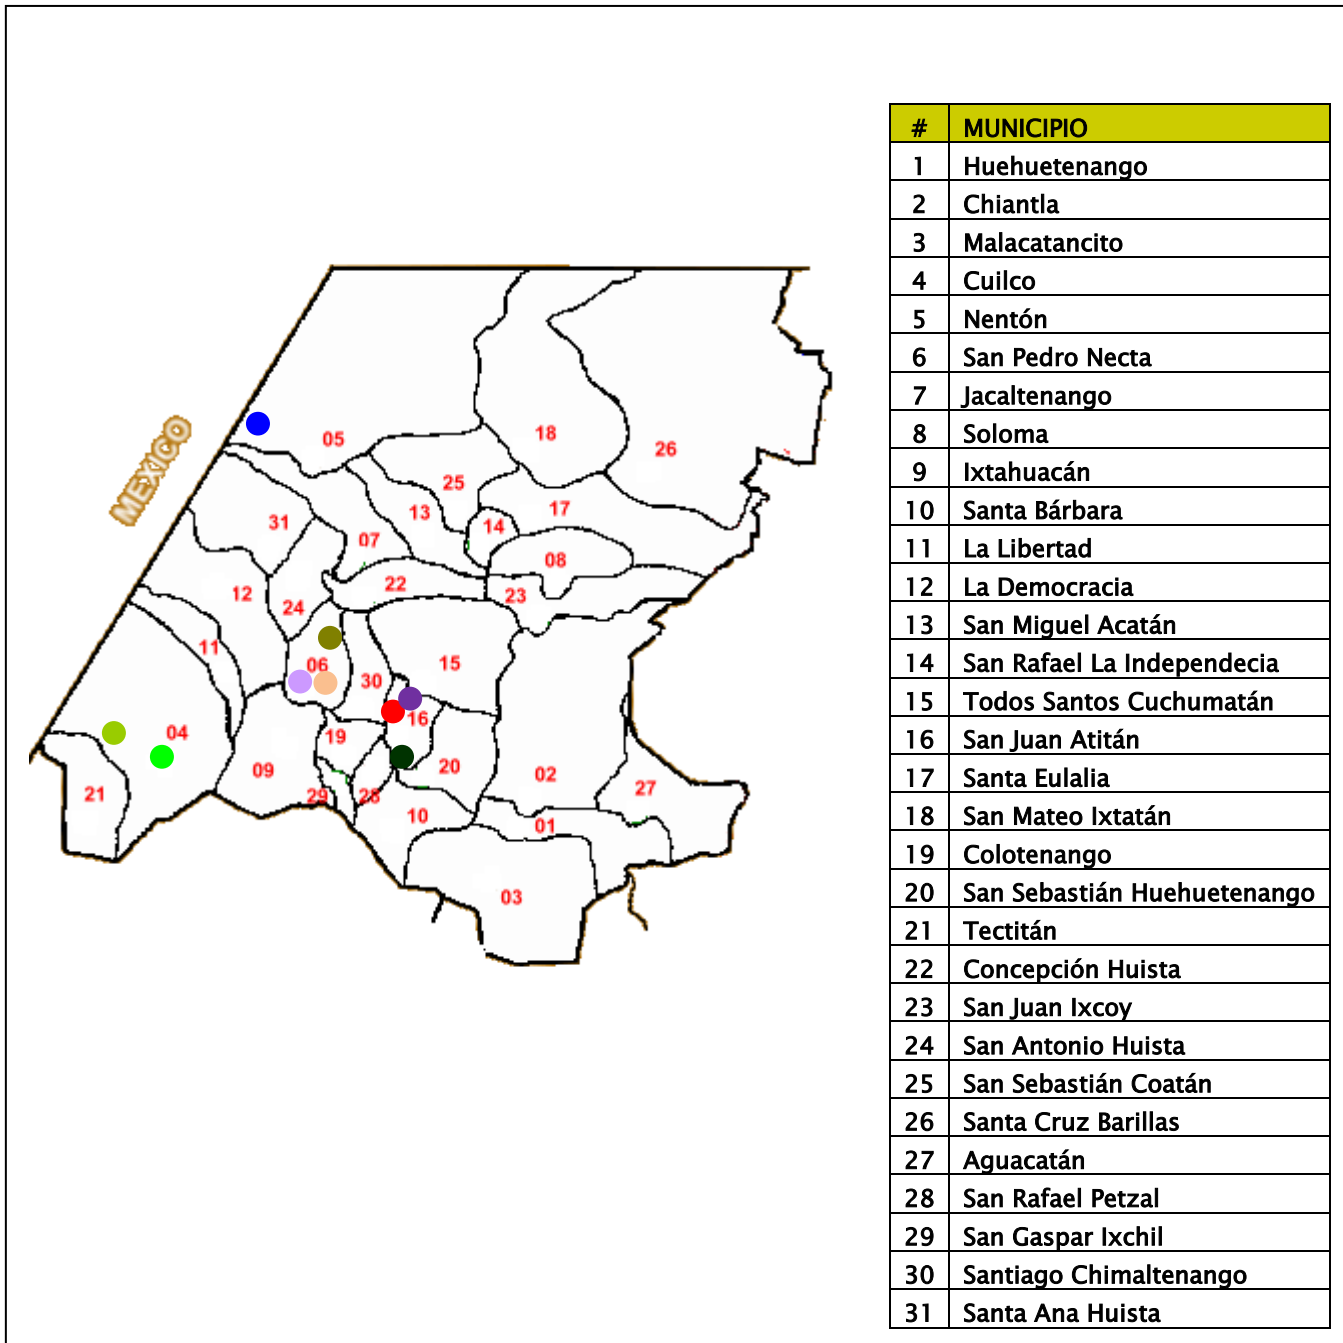 MEXICO
05
18
26
25
31
13
14
17
07
08
12
22
24
23
11
06
15
30
16
04
19
09
20
02
21
29
28
27
10
01
03
# MUNICIPIO
1 Huehuetenango
2 Chiantla
3 Malacatancito
4 Cuilco
5 Nentón
6 San Pedro Necta
7 Jacaltenango
8 Soloma
9 Ixtahuacán
10 Santa Bárbara
11 La Libertad
12 La Democracia
13 San Miguel Acatán
14 San Rafael La Independecia
15 Todos Santos Cuchumatán
16 San Juan Atitán
17 Santa Eulalia
18 San Mateo Ixtatán
19 Colotenango
20 San Sebastián Huehuetenango
21 Tectitán
22 Concepción Huista
23 San Juan Ixcoy
24 San Antonio Huista
25 San Sebastián Coatán
26 Santa Cruz Barillas
27 Aguacatán
28 San Rafael Petzal
29 San Gaspar Ixchil
30 Santiago Chimaltenango
31 Santa Ana Huista